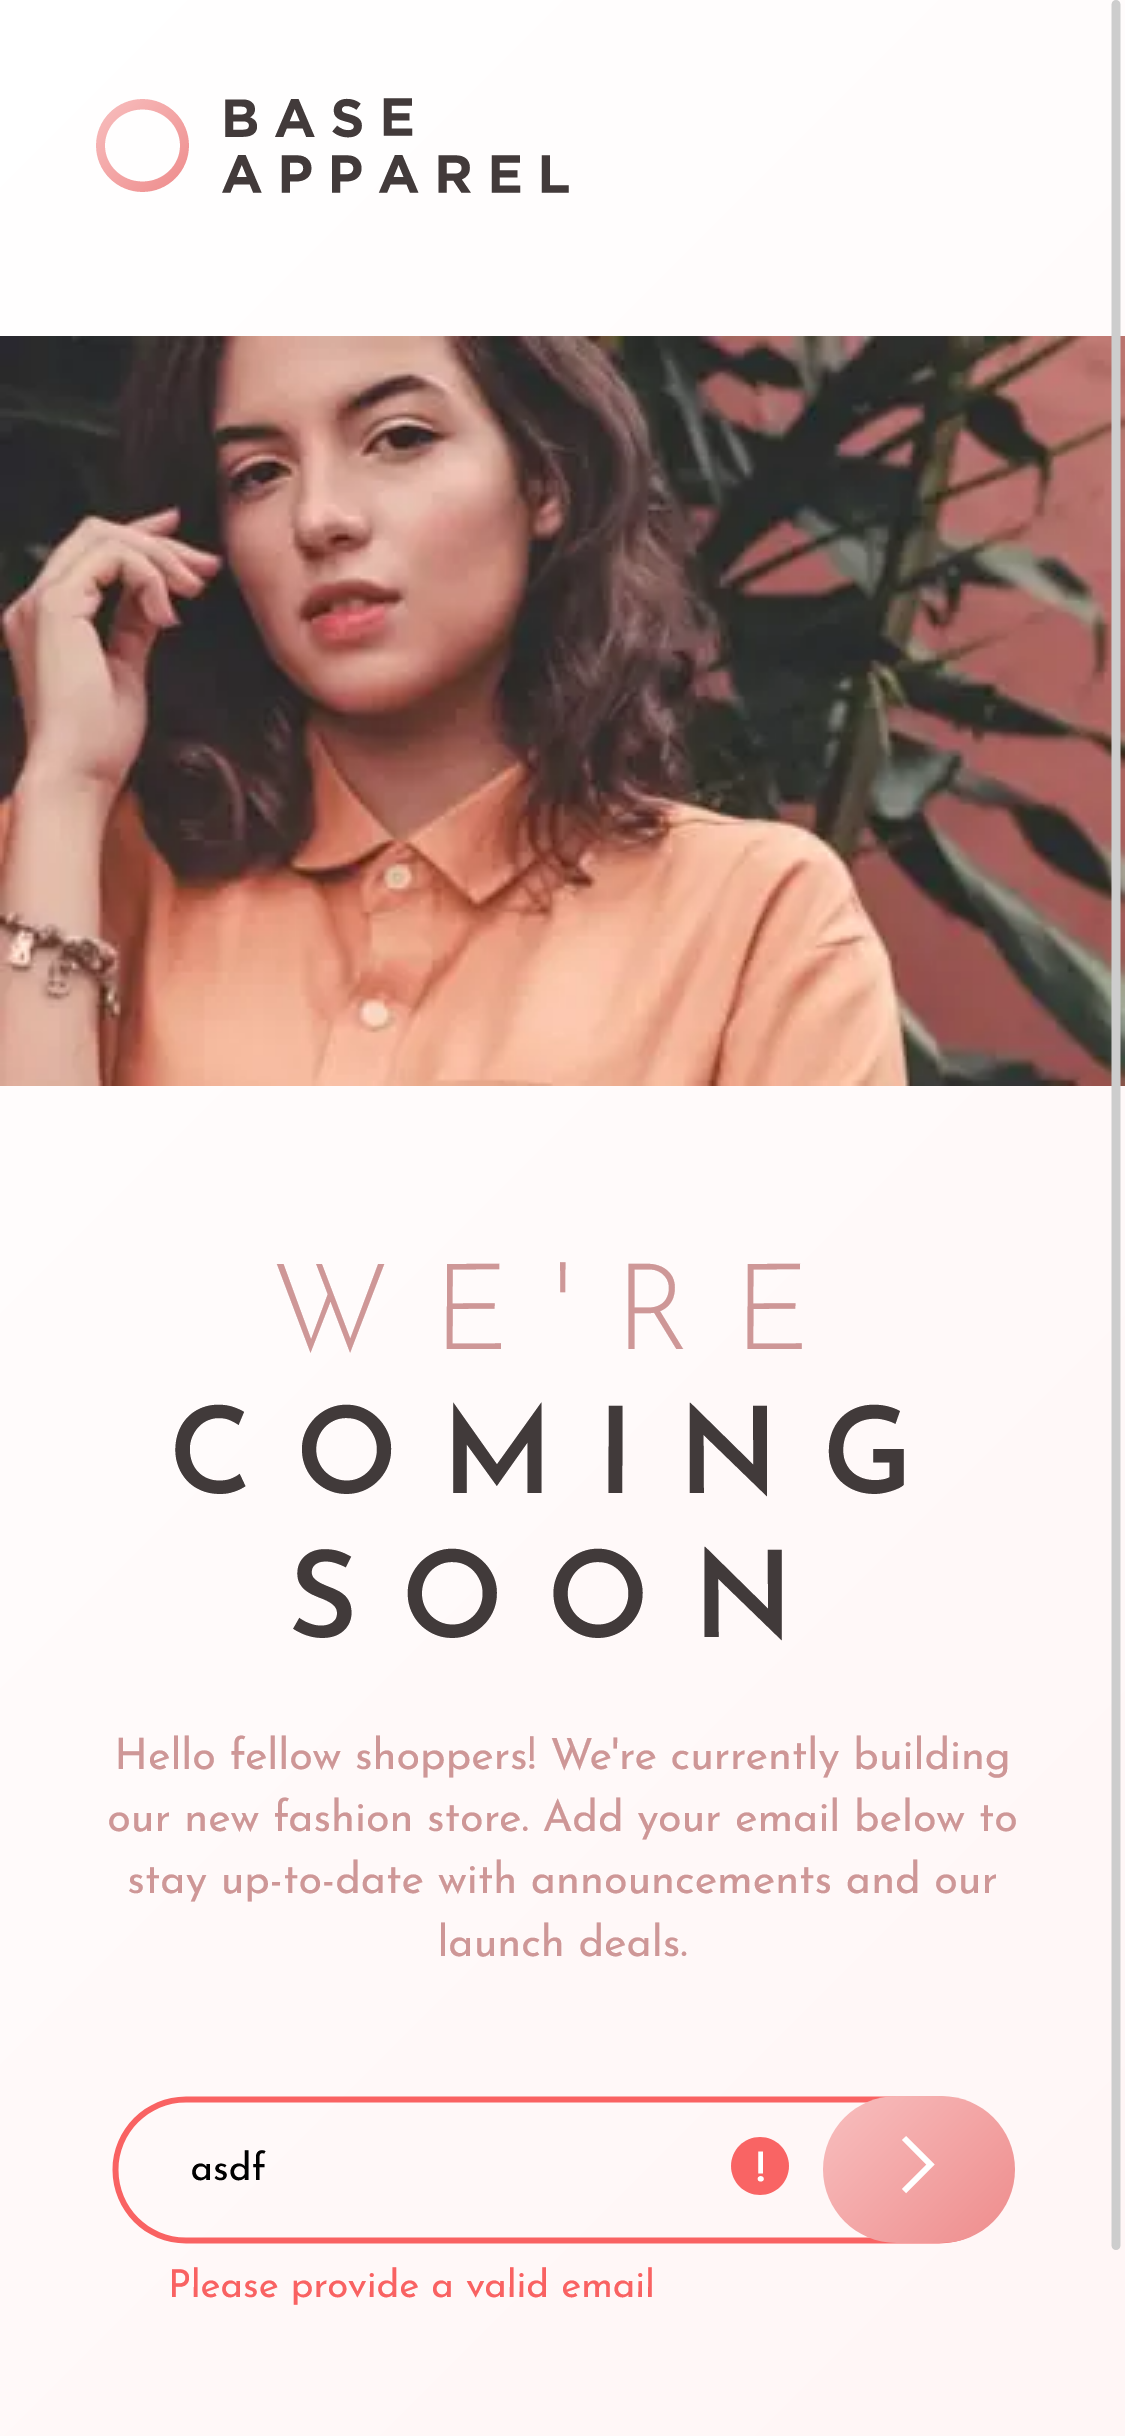 BASE
APPAREL
WE'RE
COMING
SOON
Hello fellow shoppers! We're currently building
our new fashion store. Add your email below to
stay up-to-date with announcements and our
launch deals.
asdf
!
Please provide a valid email